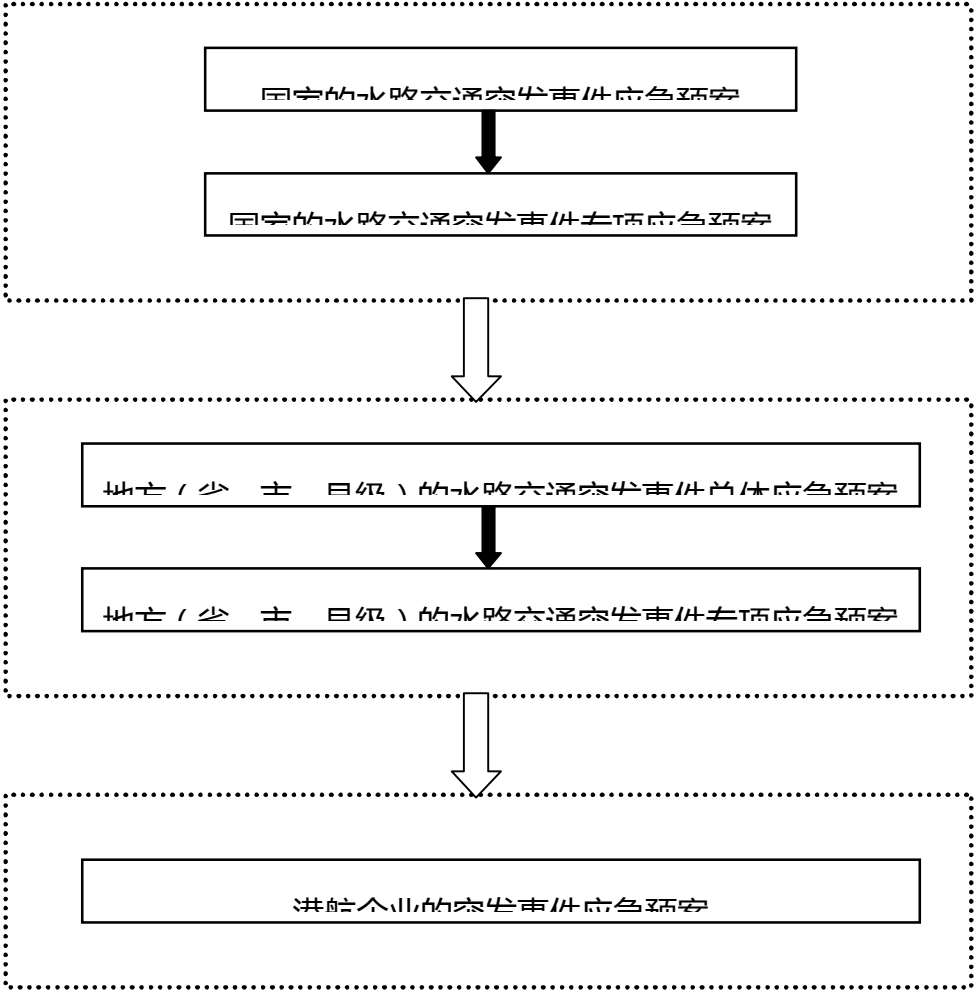 国家的水路交通突发事件应急预案
国家的水路交通突发事件专项应急预案
地方（省、市、县级）的水路交通突发事件总体应急预案
地方（省、市、县级）的水路交通突发事件专项应急预案
港航企业的突发事件应急预案